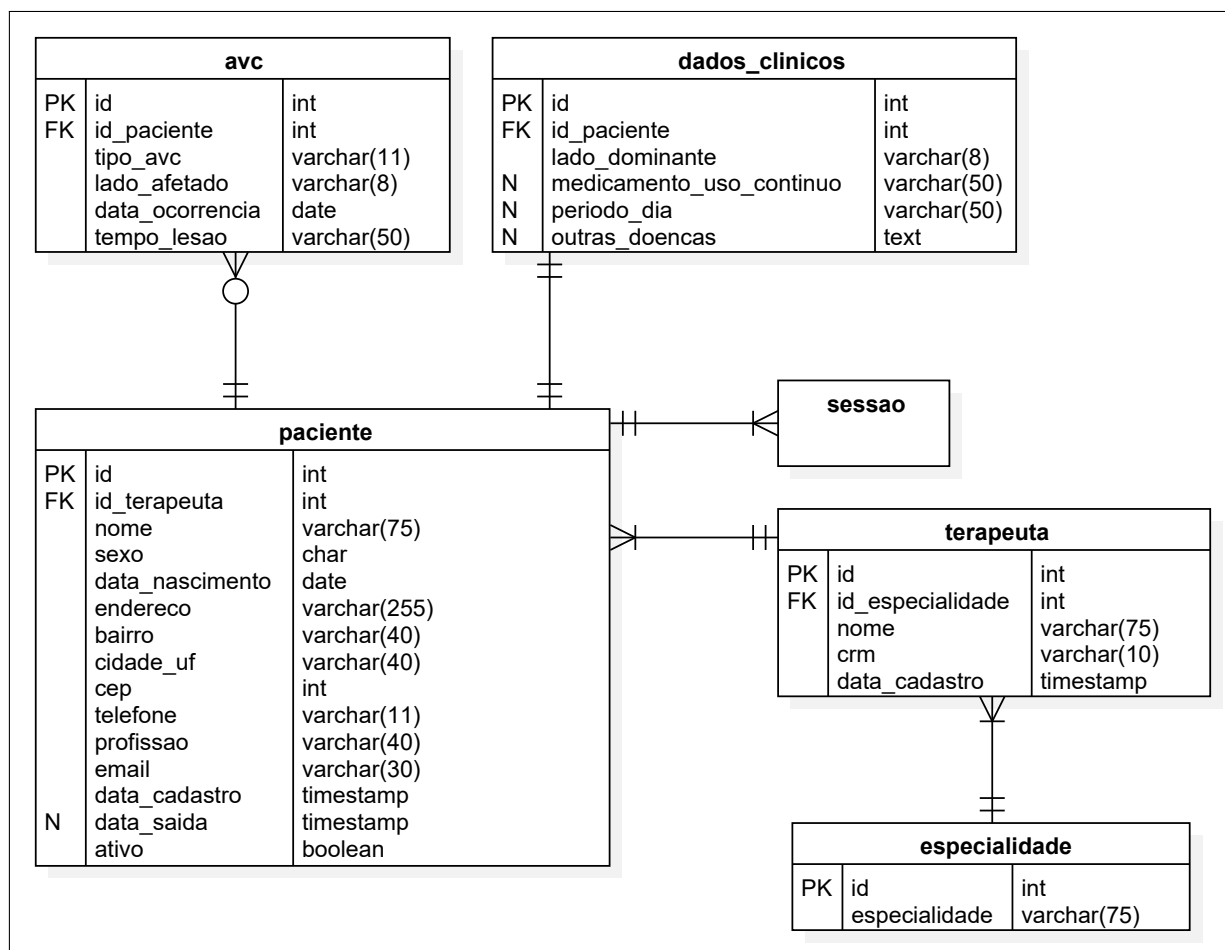 avc
PK id int
FK id_paciente int
tipo_avc varchar(11)
lado_afetado varchar(8)
data_ocorrencia date
tempo_lesao varchar(50)
dados_clinicos
PK id int
FK id_paciente int
lado_dominante varchar(8)
N medicamento_uso_continuo varchar(50)
N periodo_dia varchar(50)
N outras_doencas text
sessao
paciente
PK id int
FK id_terapeuta int
nome varchar(75)
sexo char
data_nascimento date
endereco varchar(255)
bairro varchar(40)
cidade_uf varchar(40)
cep int
telefone varchar(11)
profissao varchar(40)
email varchar(30)
data_cadastro timestamp
N data_saida timestamp
ativo boolean
terapeuta
PK id int
FK id_especialidade int
nome varchar(75)
crm varchar(10)
data_cadastro timestamp
especialidade
PK id int
especialidade varchar(75)